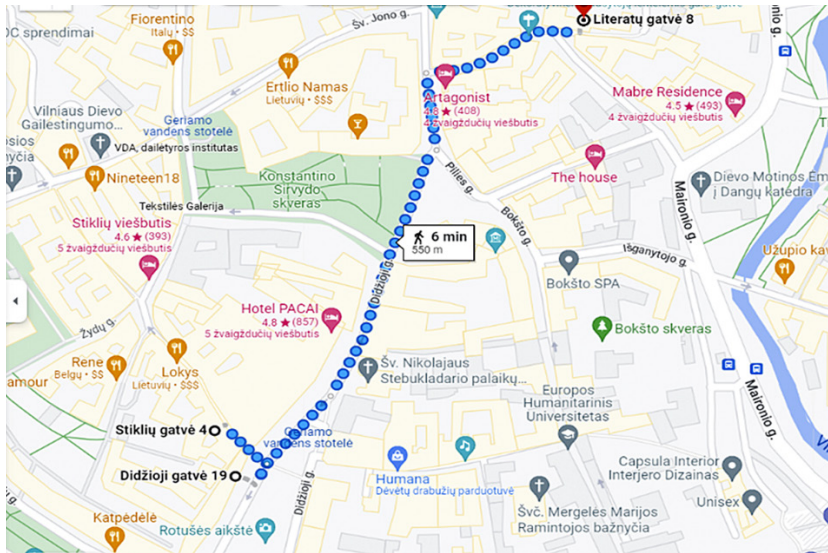 OC sprendimai
Fiorentino
Italų • $$
Šv. Jono g.
Literatų gatvė 8
Ertlio Namas
Lietuvių • $$$
Vilniaus Dievo
Gailestingumo...
Geriamo
vandens stotelė
VDA, dailėtyros institutas
Nineteen18
Artagonist
4.8 ★ (408)
4 žvaigždučių viešbutis
Mabre Residence
4.5 ★ (493)
4 žvaigždučių viešbutis
The house
Pilies g.
Konstantino
Sirvydo
skveras
Tekstilės Galerija
Stiklių viešbutis
4.6 ★ (393)
5 žvaigždučių viešbutis
6 min
550 m
Bokšto g.
Maironio g.
Dievo Motinos Ėm
į Dangų katedra
Išganytojo g.
Užupio kav
Bokšto SPA
Bokšto skveras
Didžioji g.
Hotel PACAI
4.8 ★ (857)
5 žvaigždučių viešbutis
Žydų g.
Rene
Belgų • $$
amour
Lokys
Lietuvių • $$$
Šv. Nikolajaus
Stebukladario palaikų...
Europos
Humanitarinis
Universitetas
Maironio g.
Stiklių gatvė 4
Geriamo
vandens stotelė
Didžioji gatvė 19
Didžioji g.
Humana
Dėvėtų drabužių parduotuvė
Capsula Interior
Interjero Dizainas
Unisex
Švč. Mergelės Marijos
Ramintojos bažnyčia
Katpėdėlė
Rotušės aikštė